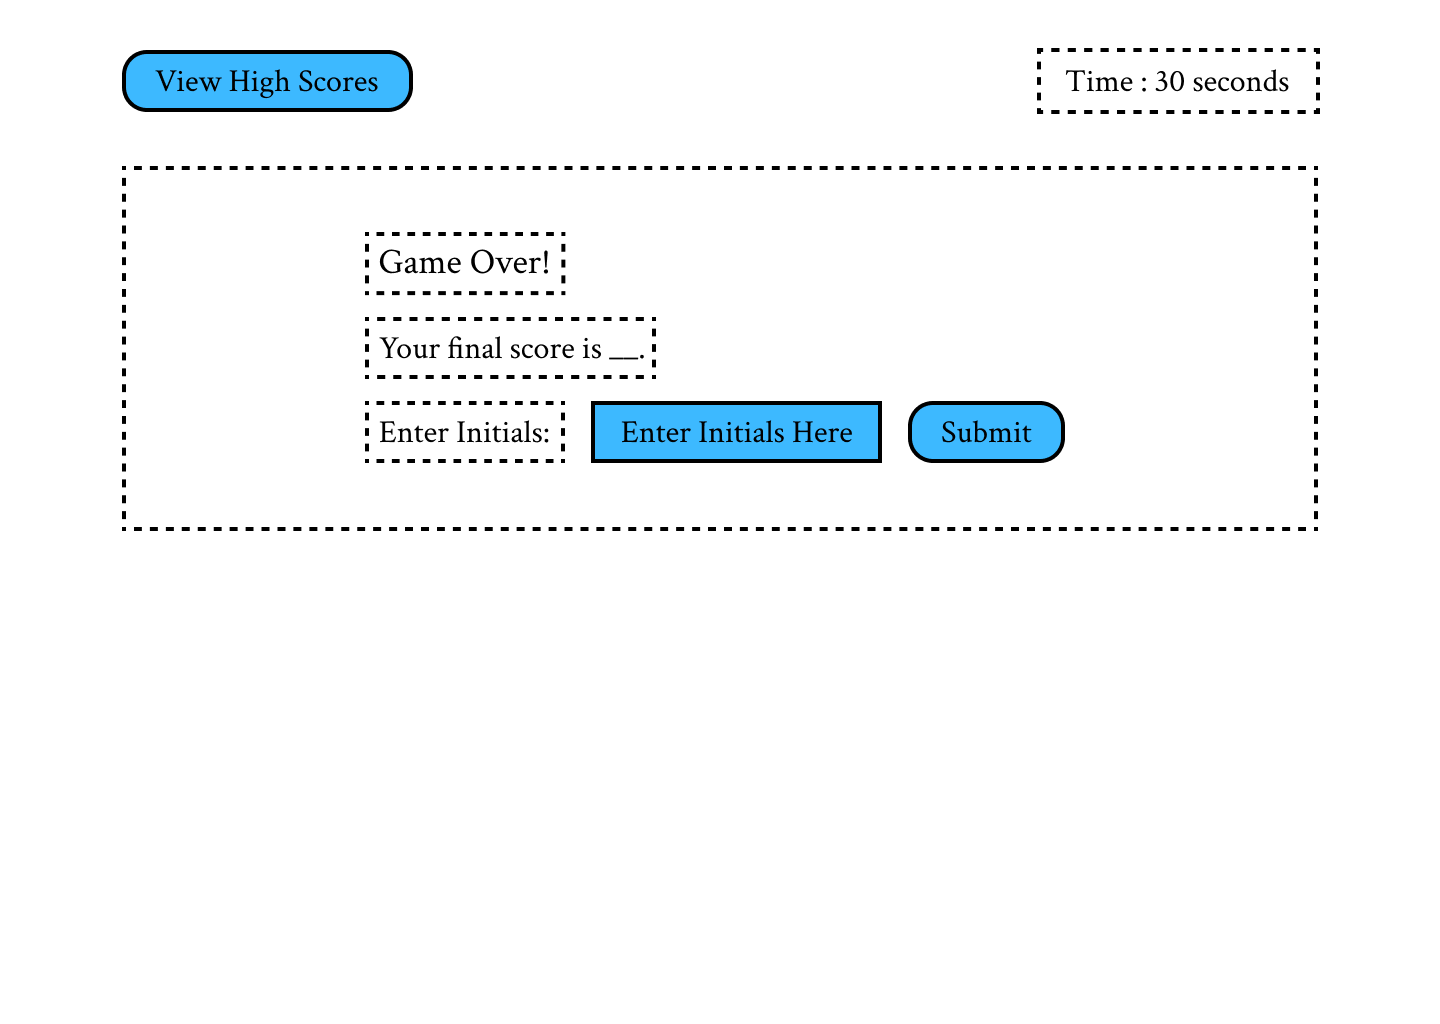 View High Scores
Time : 30 seconds
Game Over!
Your final score is __.
Enter Initials:
Enter Initials Here
Submit